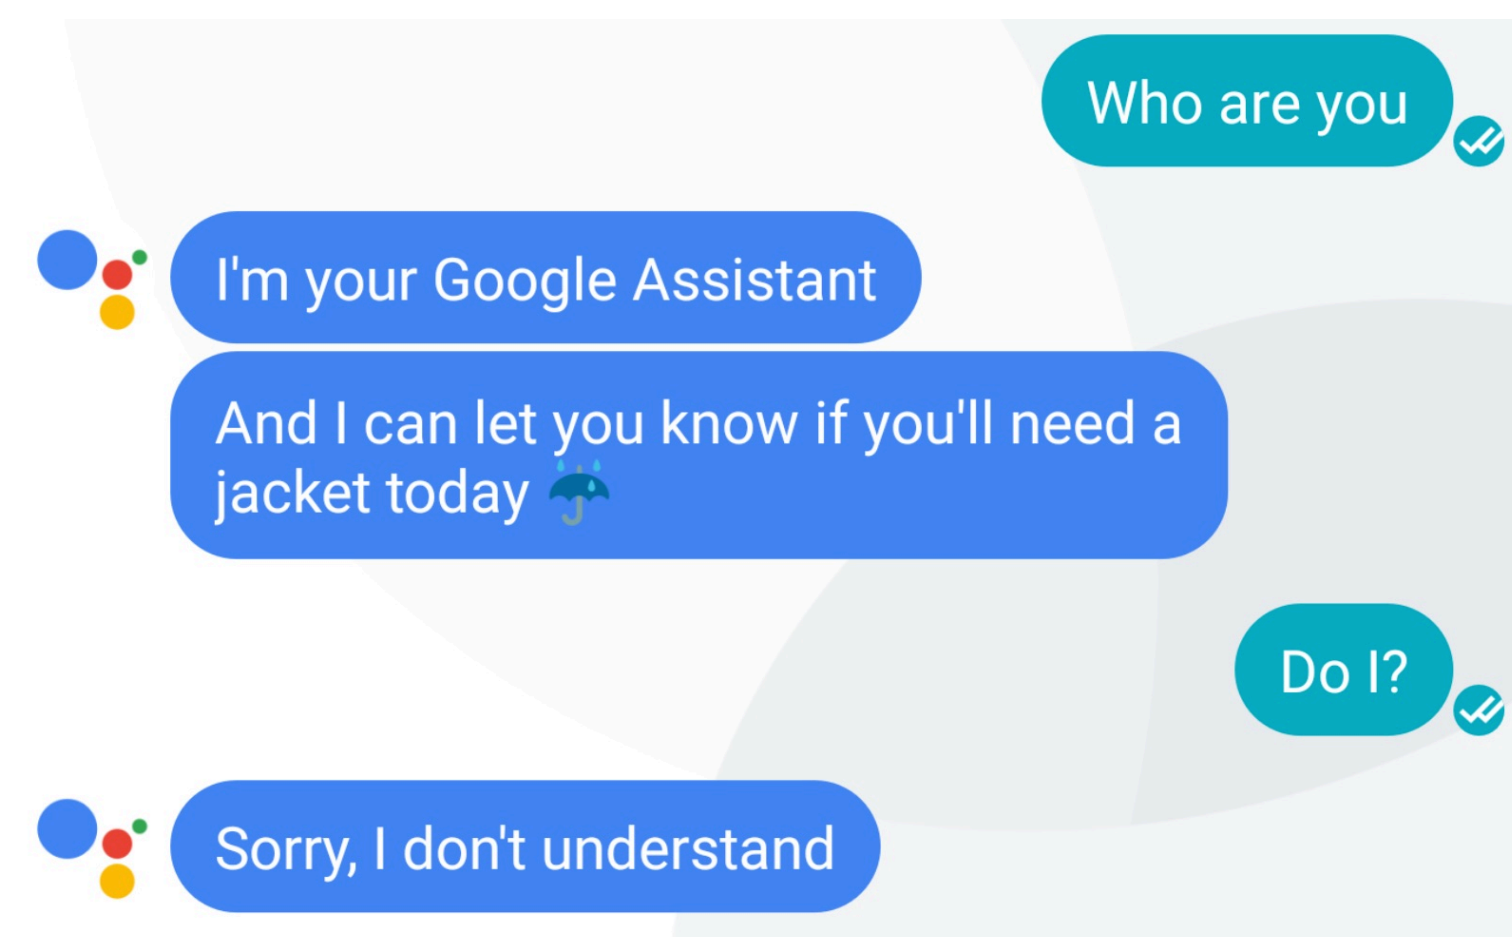 Who are you
I'm your Google Assistant
And I can let you know if you'll need a
jacket today ☔
Do I?
Sorry, I don't understand